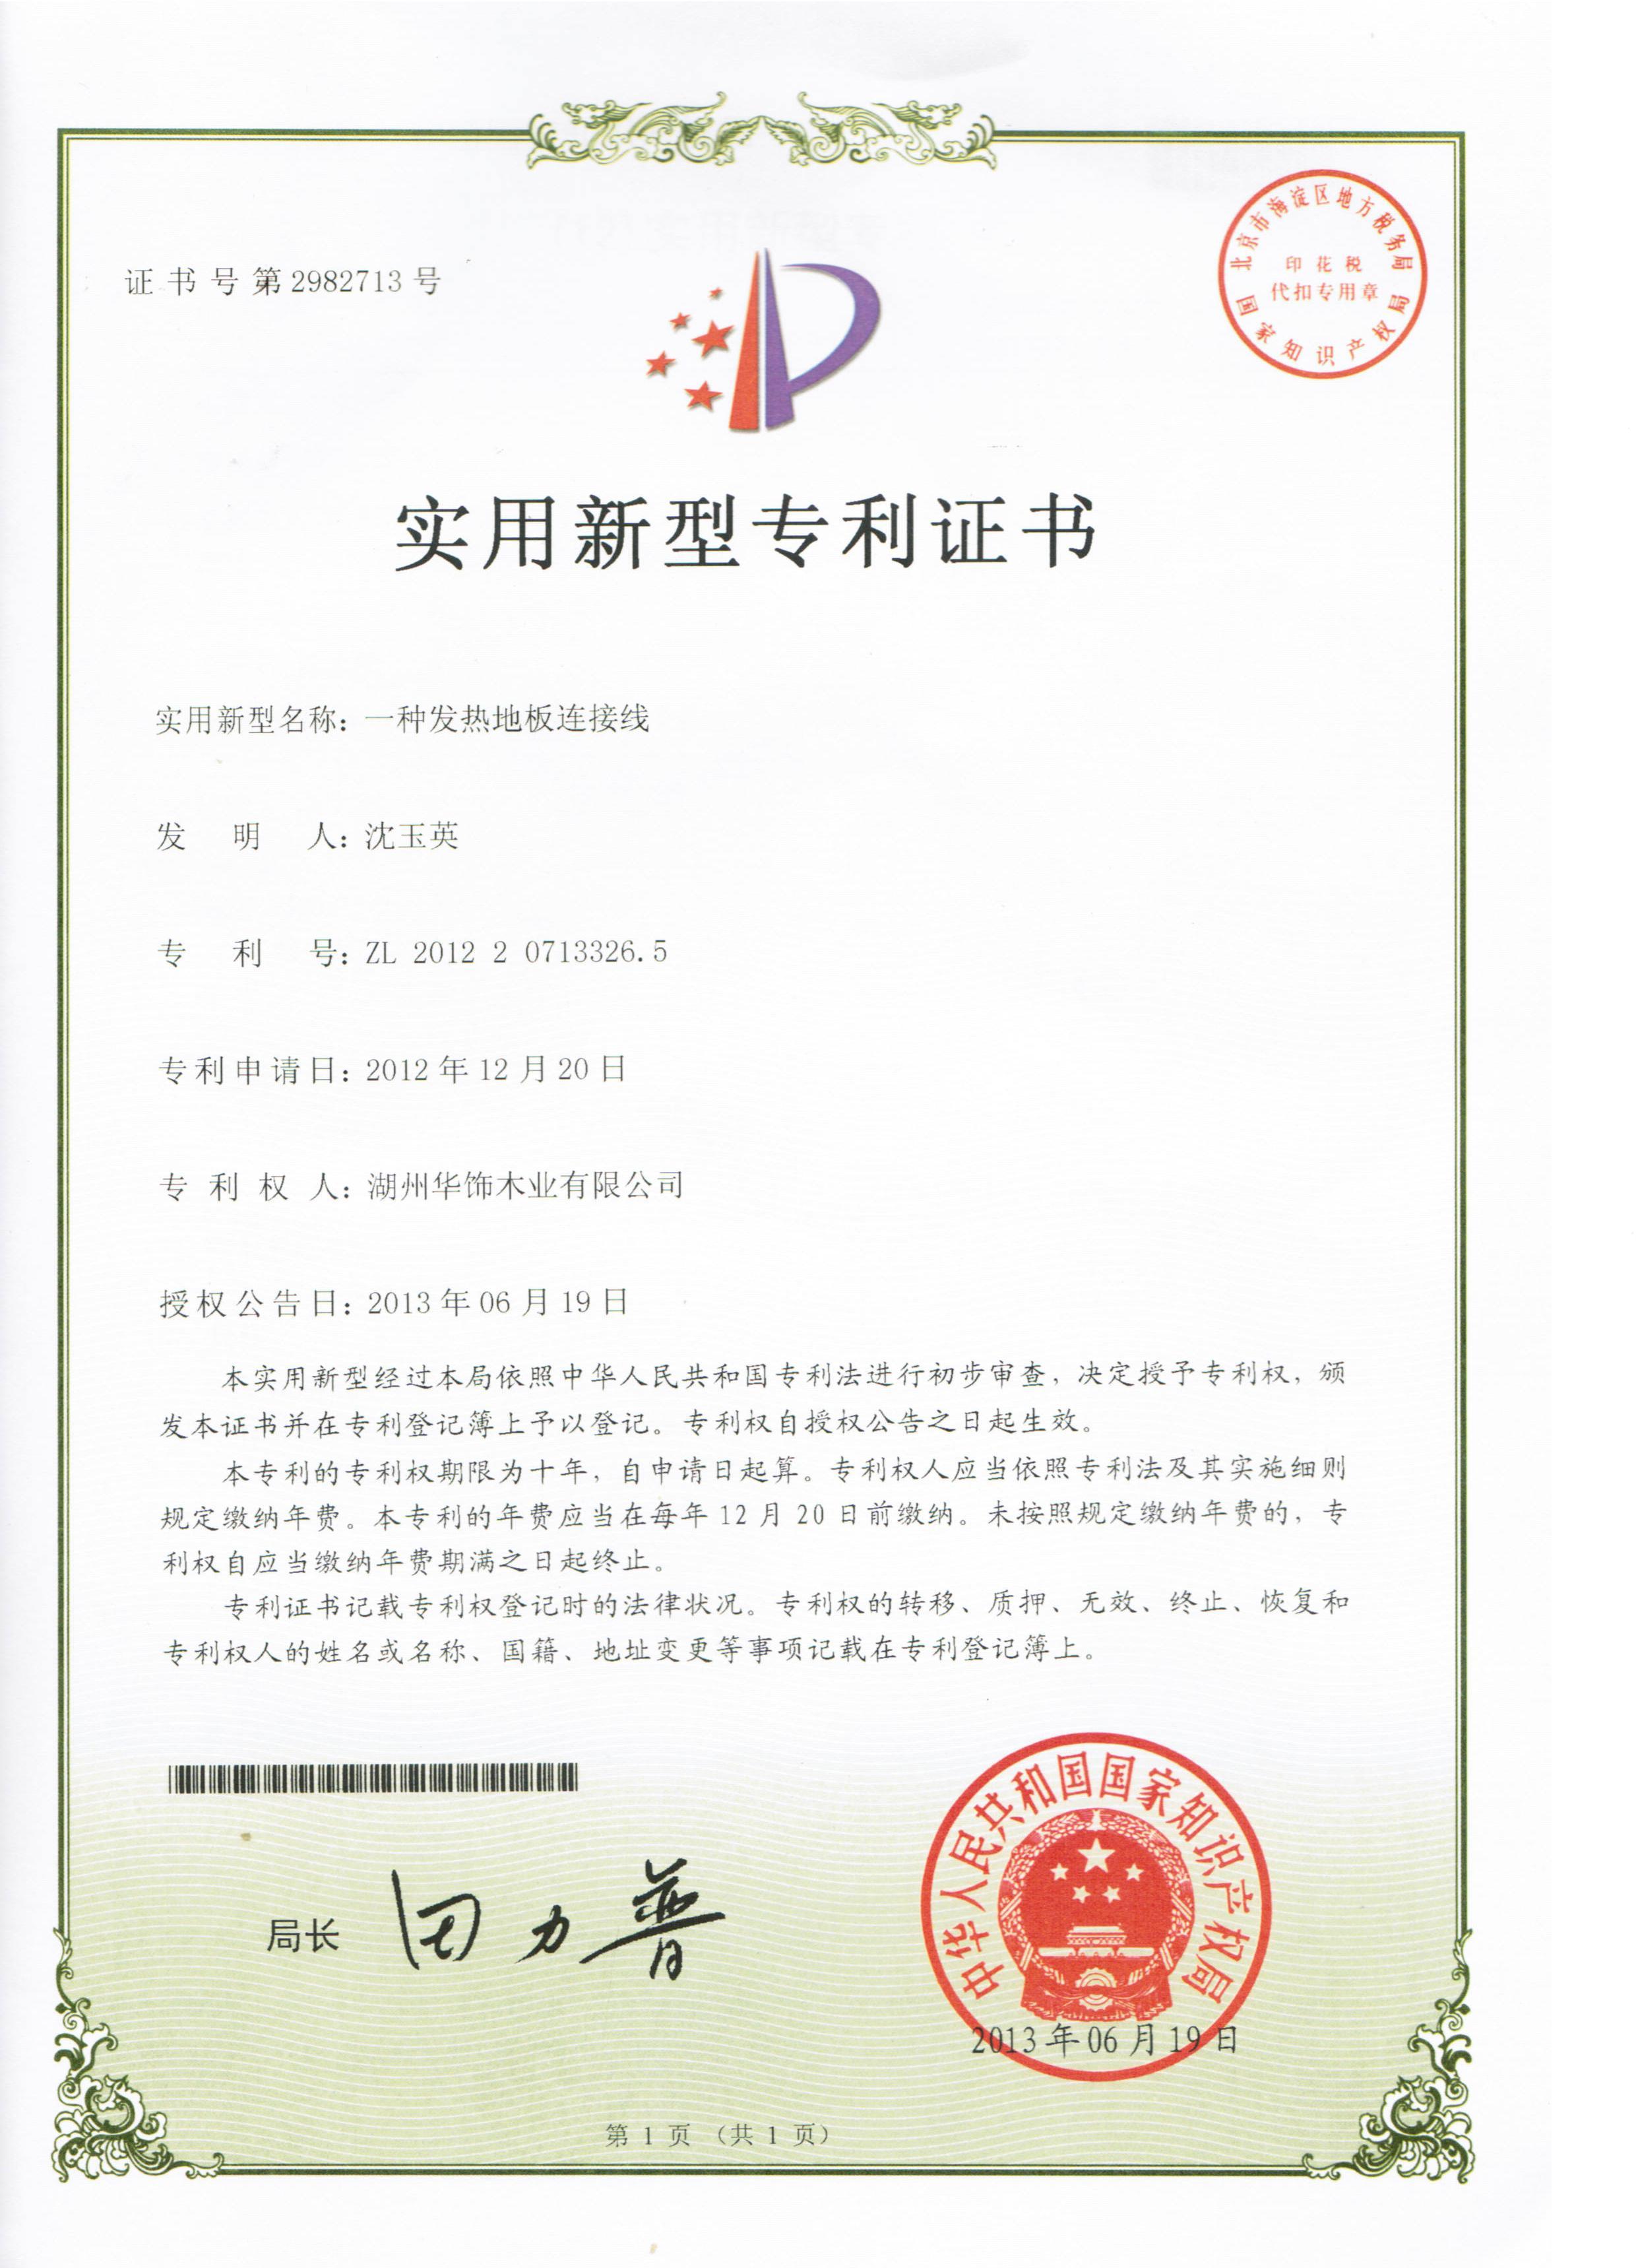 证书号第2982713号
北京市海淀区地方税务局
印花税
代扣专用章
国家知识产权局
实用新型专利证书
实用新型名称：一种发热地板连接线
发明人：沈玉英
专利号：ZL 2012 2 0713326.5
专利申请日：2012年12月20日
专利权人：湖州华饰木业有限公司
授权公告日：2013年06月19日
本实用新型经过本局依照中华人民共和国专利法进行初步审查，决定授予专利权，颁
发本证书并在专利登记簿上予以登记。专利权自授权公告之日起生效。
本专利的专利权期限为十年，自申请日起算。专利权人应当依照专利法及其实施细则
规定缴纳年费。本专利的年费应当在每年12月20日前缴纳。未按照规定缴纳年费的，专
利权自应当缴纳年费期满之日起终止。
专利证书记载专利权登记时的法律状况。专利权的转移、质押、无效、终止、恢复和
专利权人的姓名或名称、国籍、地址变更等事项记载在专利登记簿上。
局长
田力普
中华人民共和国国家知识产权局
2013年06月19日
第1页（共1页）